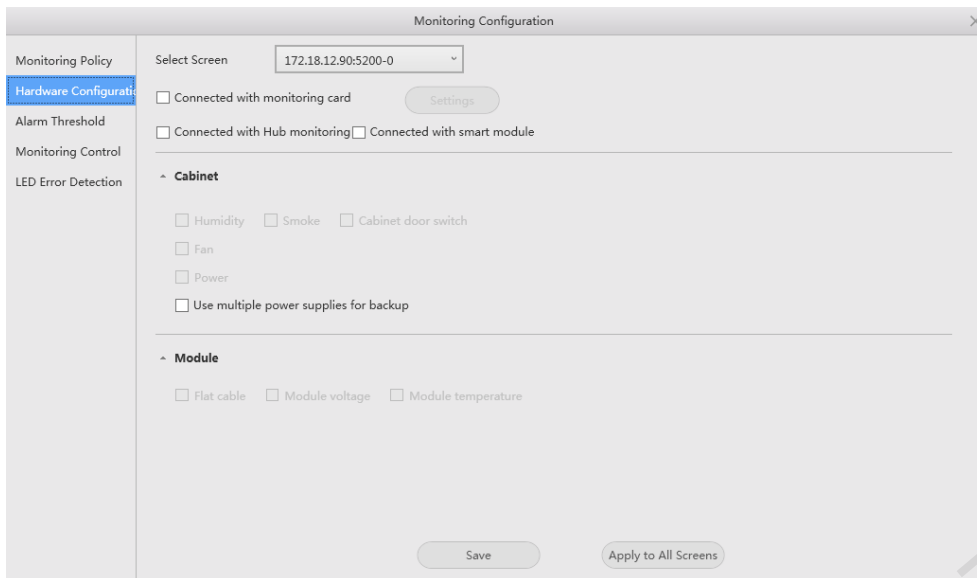 Monitoring Configuration
Monitoring Policy
Hardware Configuratio
Alarm Threshold
Monitoring Control
LED Error Detection
Select Screen 172.18.12.90:5200-0
Connected with monitoring card Settings
Connected with Hub monitoring Connected with smart module
Cabinet
Humidity Smoke Cabinet door switch
Fan
Power
Use multiple power supplies for backup
Module
Flat cable Module voltage Module temperature
Save Apply to All Screens